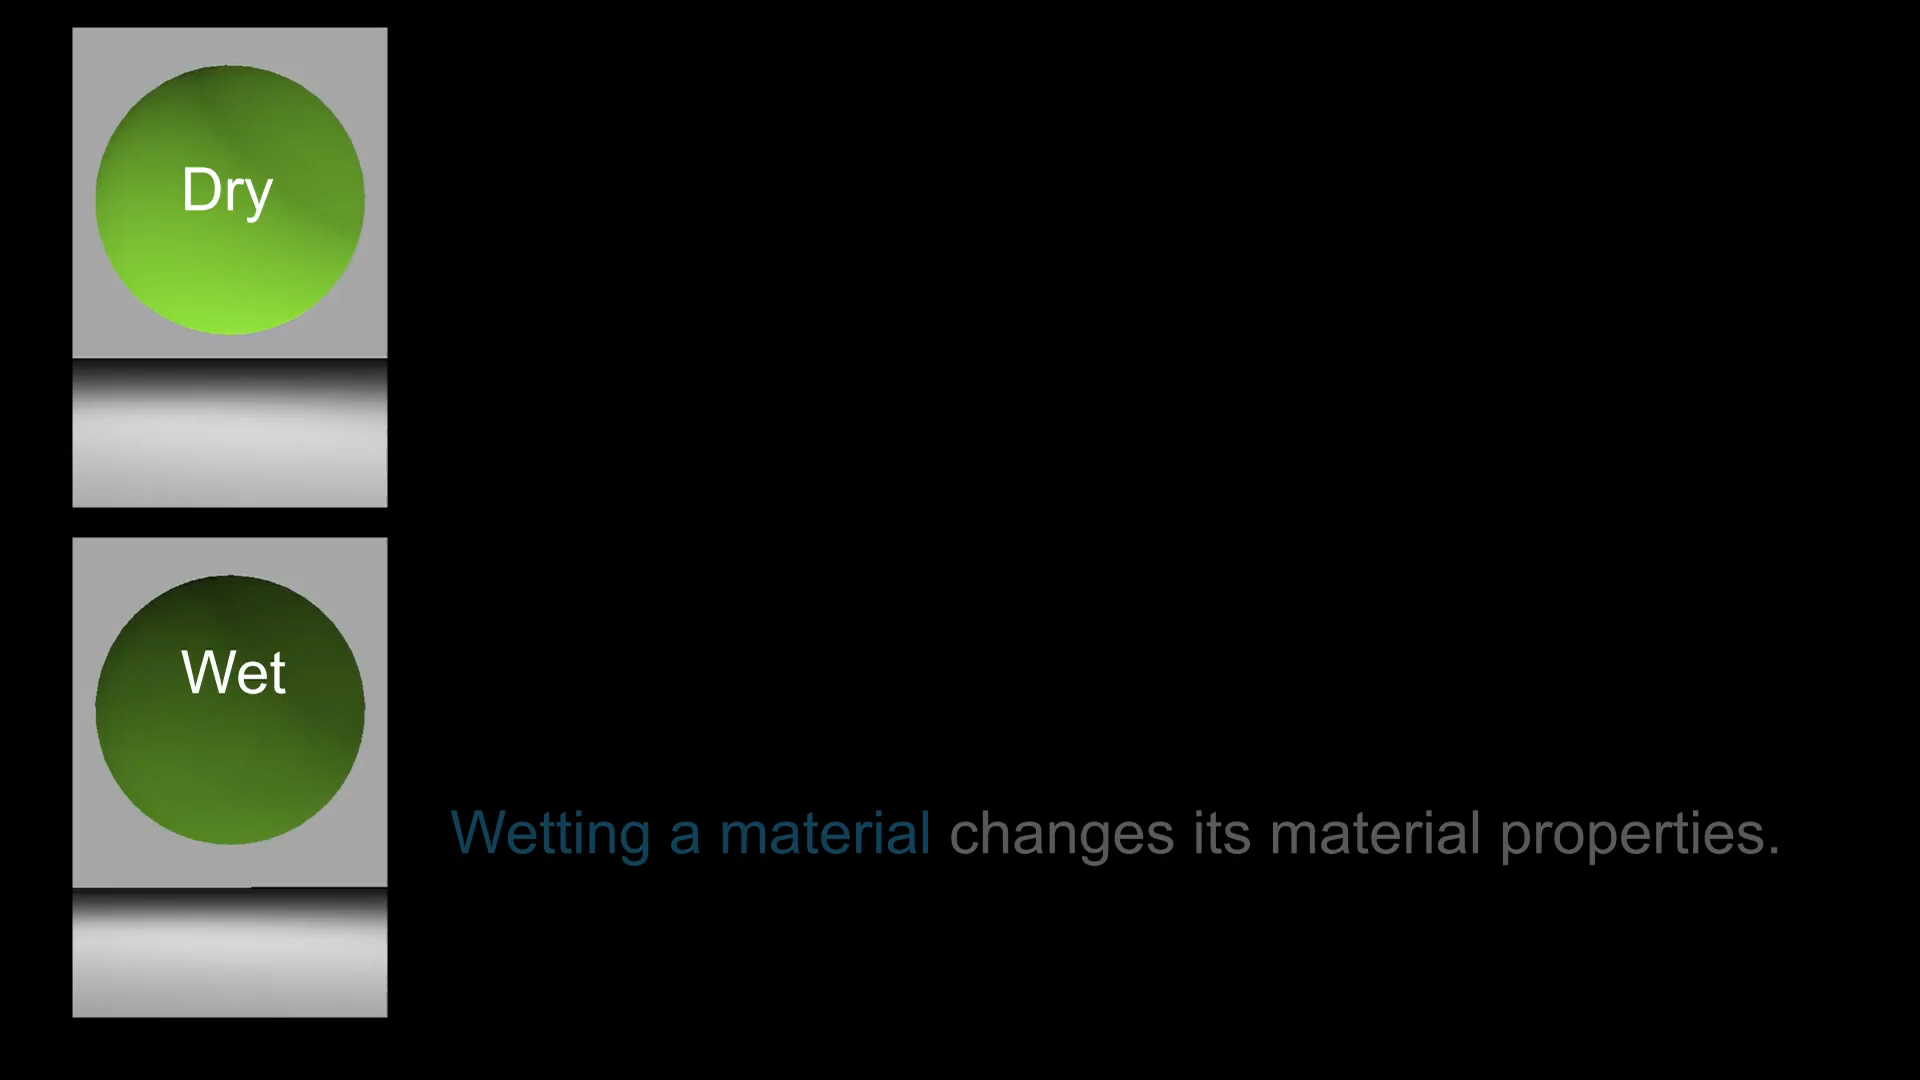 Dry
Wet
Wetting a material changes its material properties.